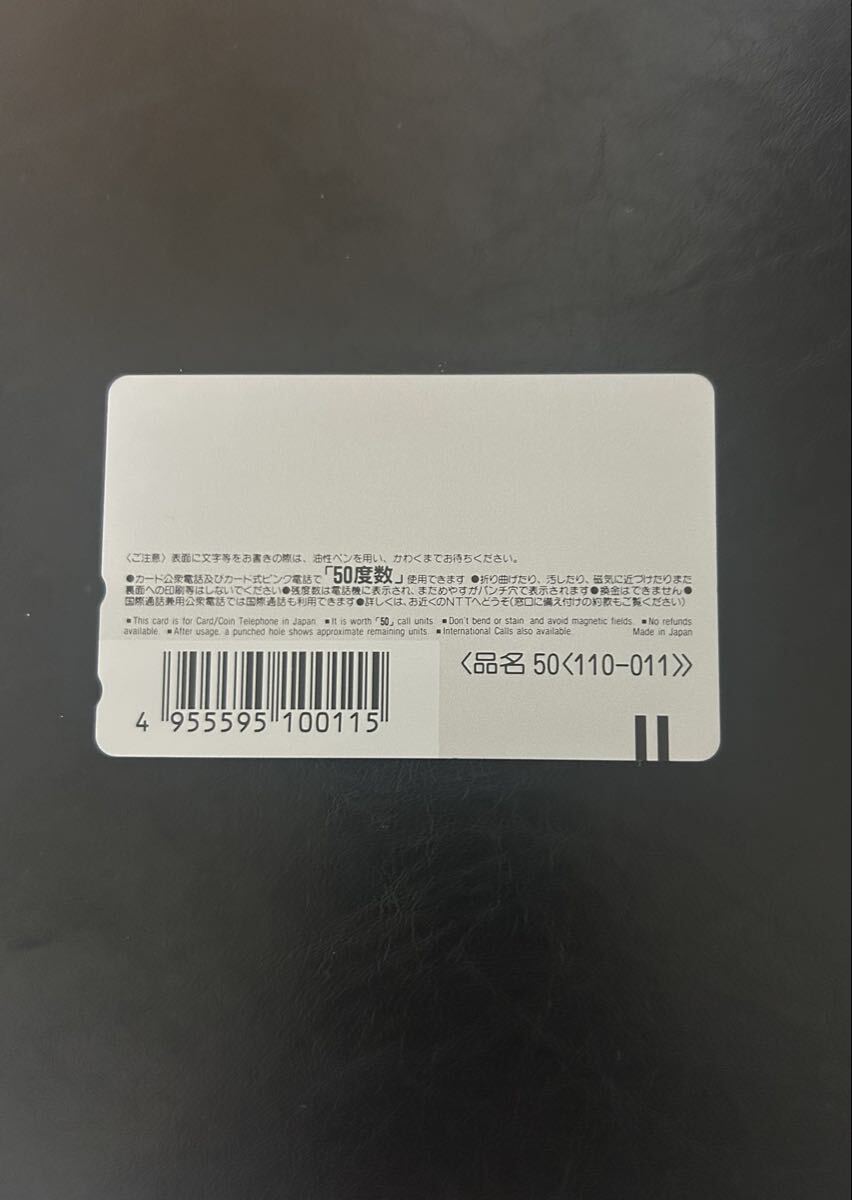 〈ご注意〉表面に文字等をお書きの際は、油性ペンを用い、かわくまでお待ちください。
●カード公衆電話及びカード式ピンク電話で「50度数」使用できます ●折り曲げたり、汚したり、磁気に近づけたりまた
裏面への印刷等はしないでください●残度数は電話機に表示され、まためやすがパンチ穴で表示されます●換金はできません●
国際通話兼用公衆電話では国際通話も利用できます●詳しくは、お近くのNTTへどうぞ(窓口に備え付けの約款もご覧ください)
■This card is for Card/Coin Telephone in Japan. ■It is worth「50」call units. ■Don't bend or stain and avoid magnetic fields. ■No refunds
available. ■After usage, a punched hole shows approximate remaining units. ■International Calls also available. Made in Japan
〈品名 50〈110-011〉〉
4 955595 100115